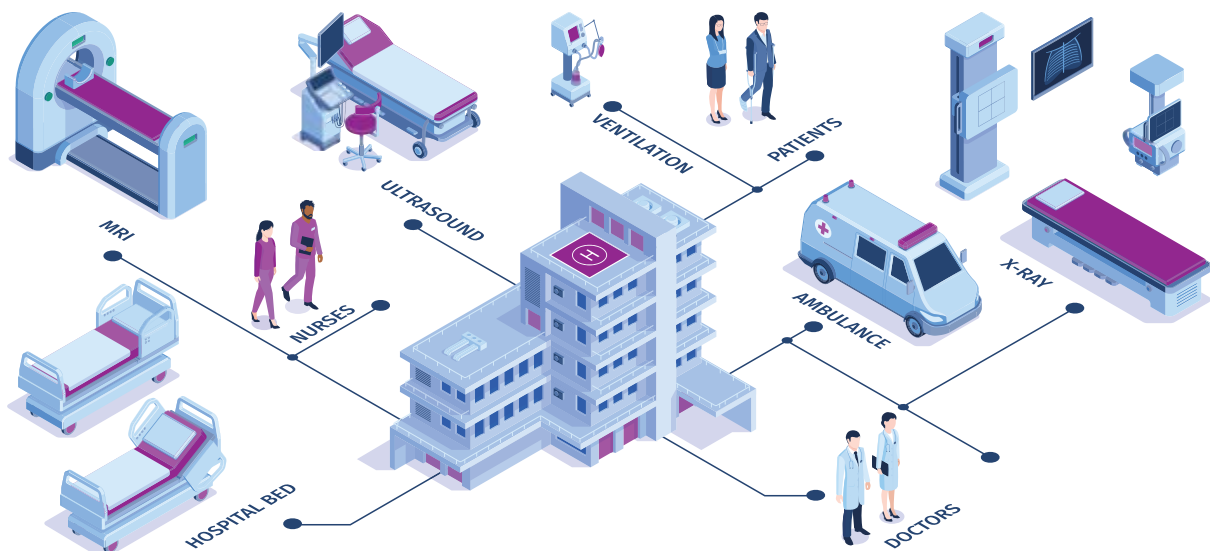 VENTILATION
PATIENTS
ULTRASOUND
MRI
H
NURSES
AMBULANCE
X-RAY
HOSPITAL BED
DOCTORS